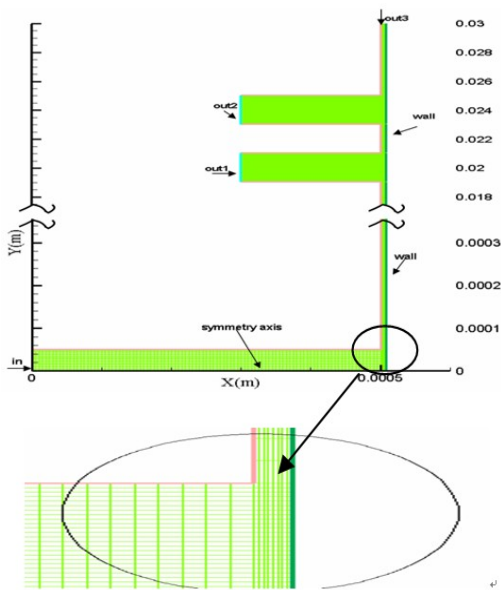 out3
0.03
0.028
0.026
out2
0.024
wall
0.022
out1
0.02
0.018
Y(m)
0.0003
wall
0.0002
0.0001
symmetry axis
in
0
0
X(m)
0.0005